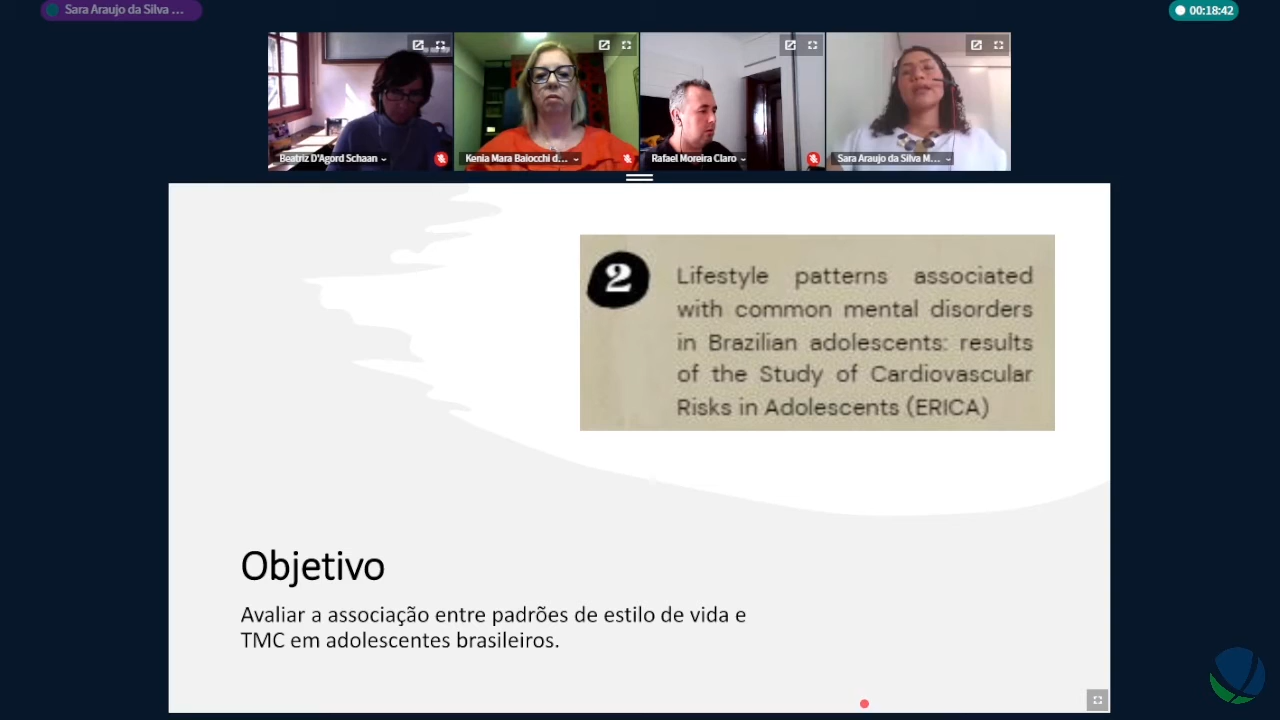 Sara Araujo da Silva ...
00:18:42
Beatriz D'Agord Schaan
Kenia Mara Baiocchi d...
Rafael Moreira Claro
Sara Araujo da Silva M...
2
Lifestyle patterns associated
with common mental disorders
in Brazilian adolescents: results
of the Study of Cardiovascular
Risks in Adolescents (ERICA)
Objetivo
Avaliar a associação entre padrões de estilo de vida e
TMC em adolescentes brasileiros.